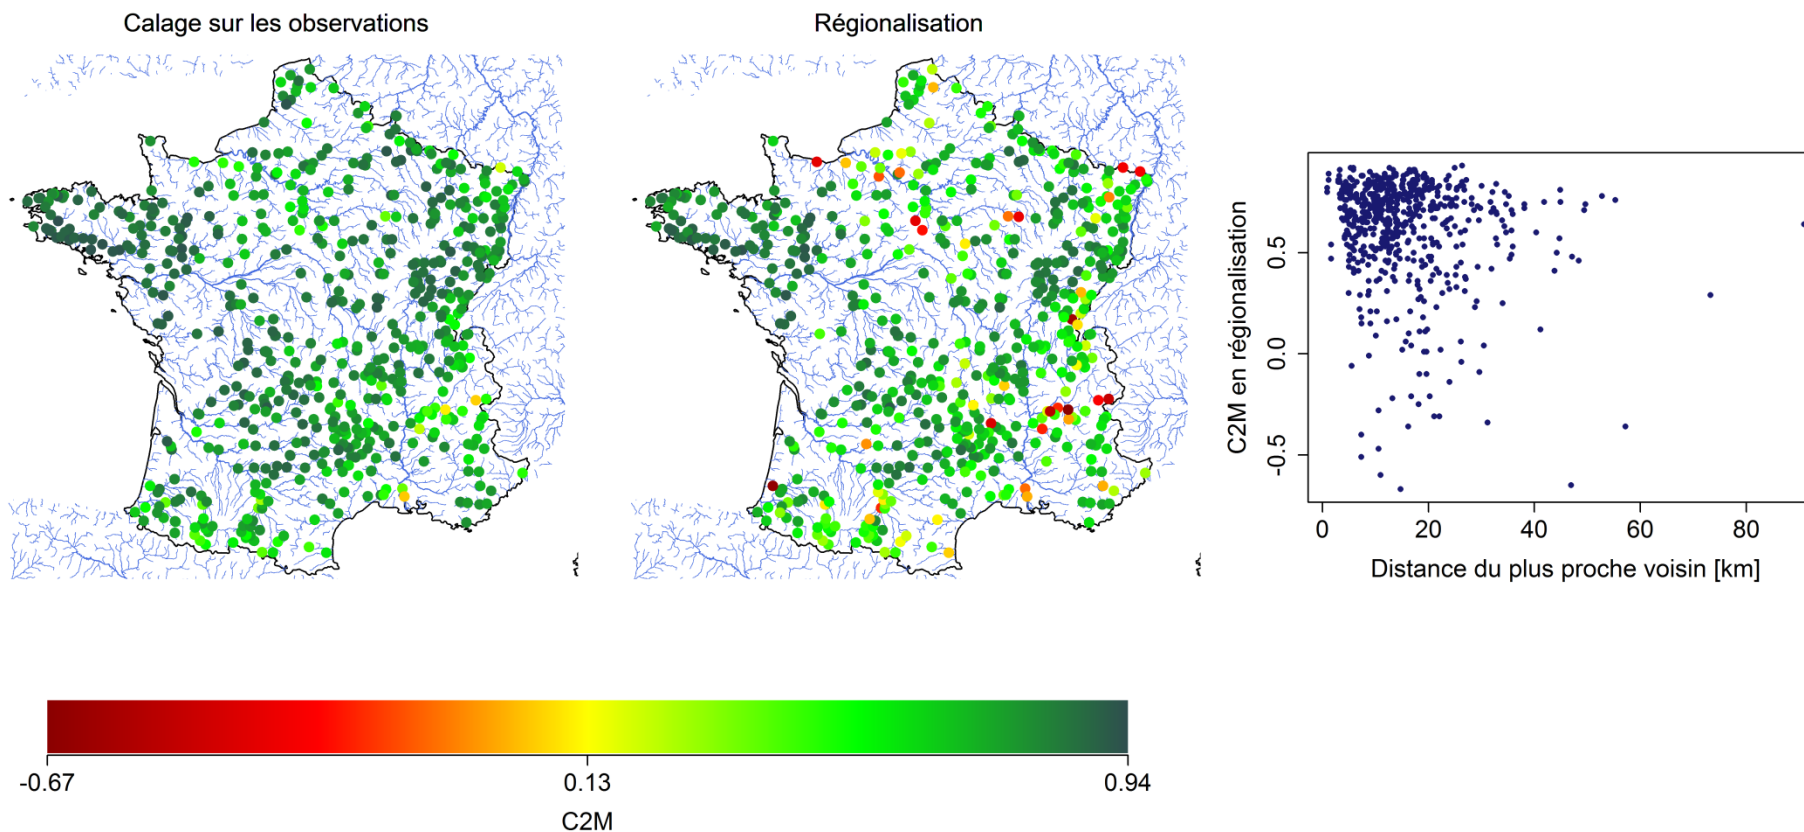 Calage sur les observations
Régionalisation
C2M en régionalisation
0.5
0.0
-0.5
0
20
40
60
80
Distance du plus proche voisin [km]
-0.67
0.13
0.94
C2M